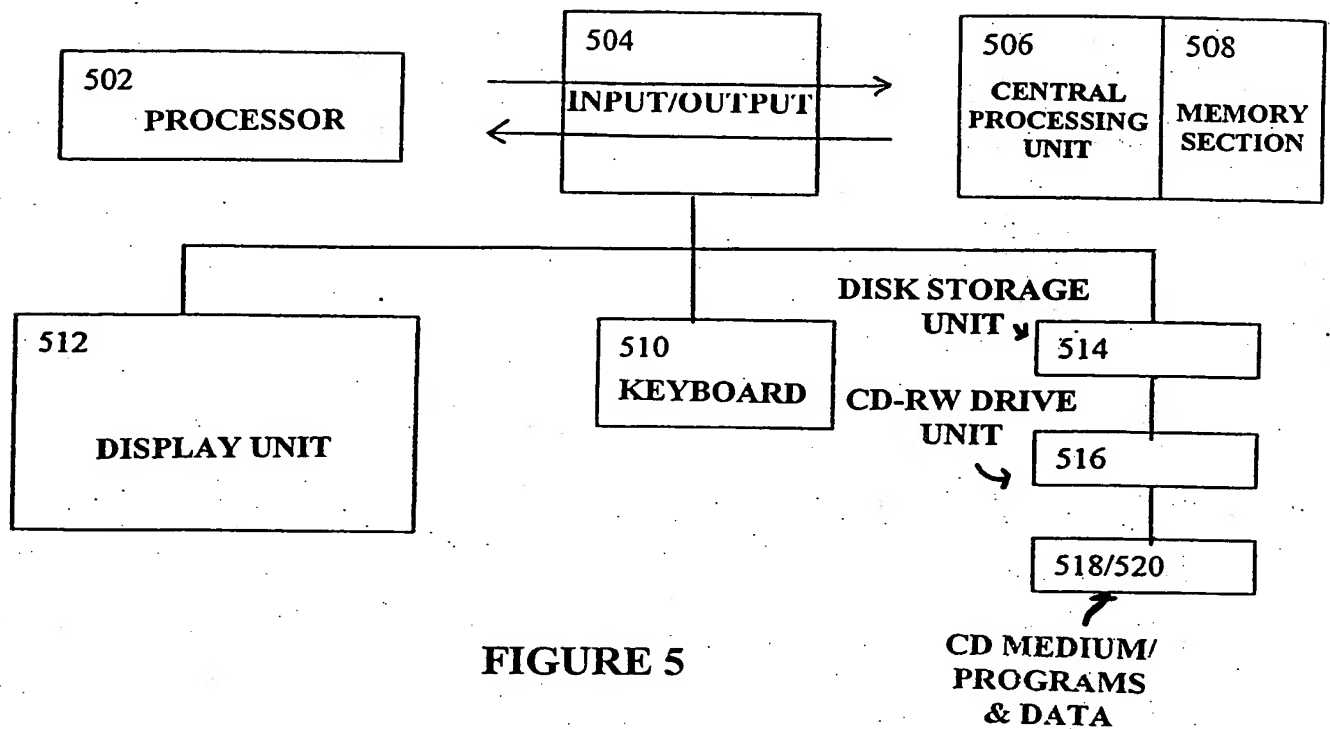 502
PROCESSOR
504
INPUT/OUTPUT
506
CENTRAL
PROCESSING
UNIT
508
MEMORY
SECTION
512
DISPLAY UNIT
510
KEYBOARD
DISK STORAGE
UNIT
514
CD-RW DRIVE
UNIT
516
518/520
CD MEDIUM/
PROGRAMS
& DATA
FIGURE 5